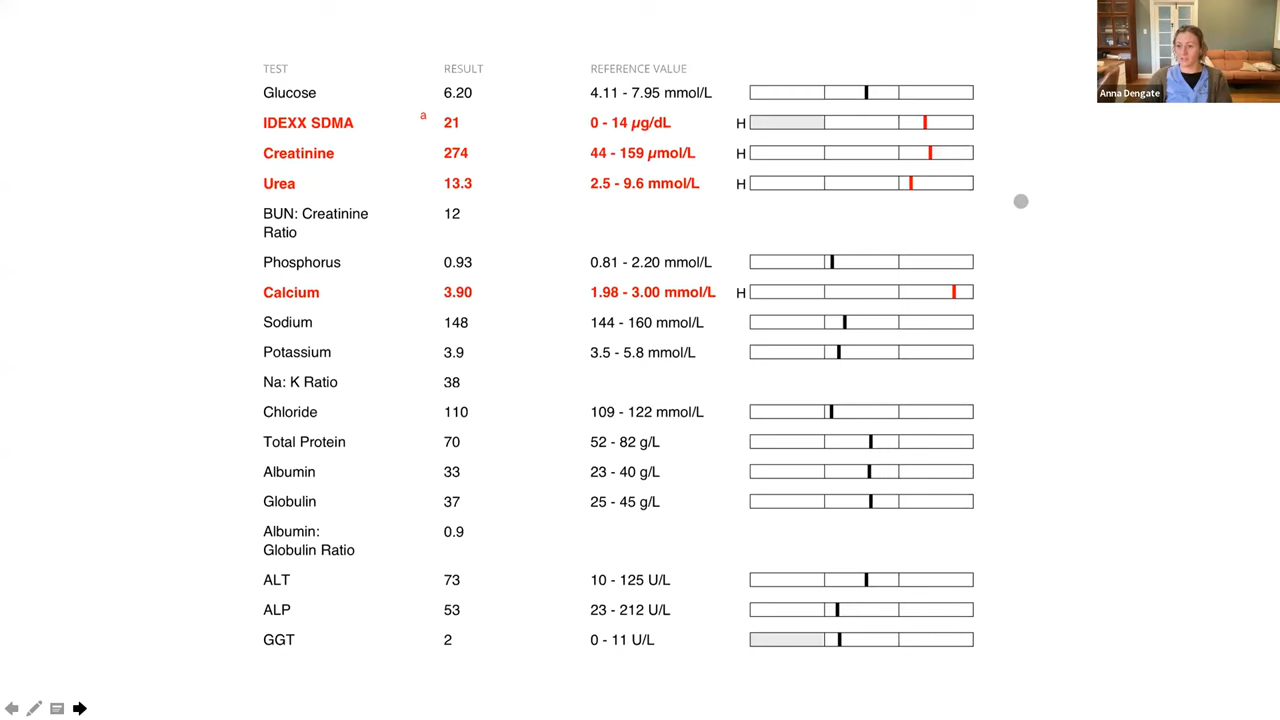 TEST RESULT REFERENCE VALUE
Glucose 6.20 4.11 - 7.95 mmol/L
IDEXX SDMA a 21 0 - 14 µg/dL H
Creatinine 274 44 - 159 µmol/L H
Urea 13.3 2.5 - 9.6 mmol/L H
BUN: Creatinine 12
Ratio
Phosphorus 0.93 0.81 - 2.20 mmol/L
Calcium 3.90 1.98 - 3.00 mmol/L H
Sodium 148 144 - 160 mmol/L
Potassium 3.9 3.5 - 5.8 mmol/L
Na: K Ratio 38
Chloride 110 109 - 122 mmol/L
Total Protein 70 52 - 82 g/L
Albumin 33 23 - 40 g/L
Globulin 37 25 - 45 g/L
Albumin: 0.9
Globulin Ratio
ALT 73 10 - 125 U/L
ALP 53 23 - 212 U/L
GGT 2 0 - 11 U/L
Anna Dengate